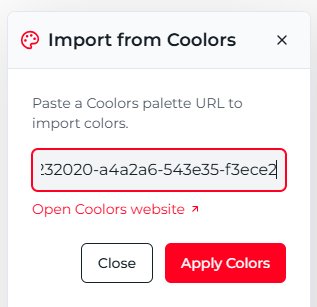 Import from Coolors
Paste a Coolors palette URL to
import colors.
232020-a4a2a6-543e35-f3ece2
Open Coolors website
Close
Apply Colors